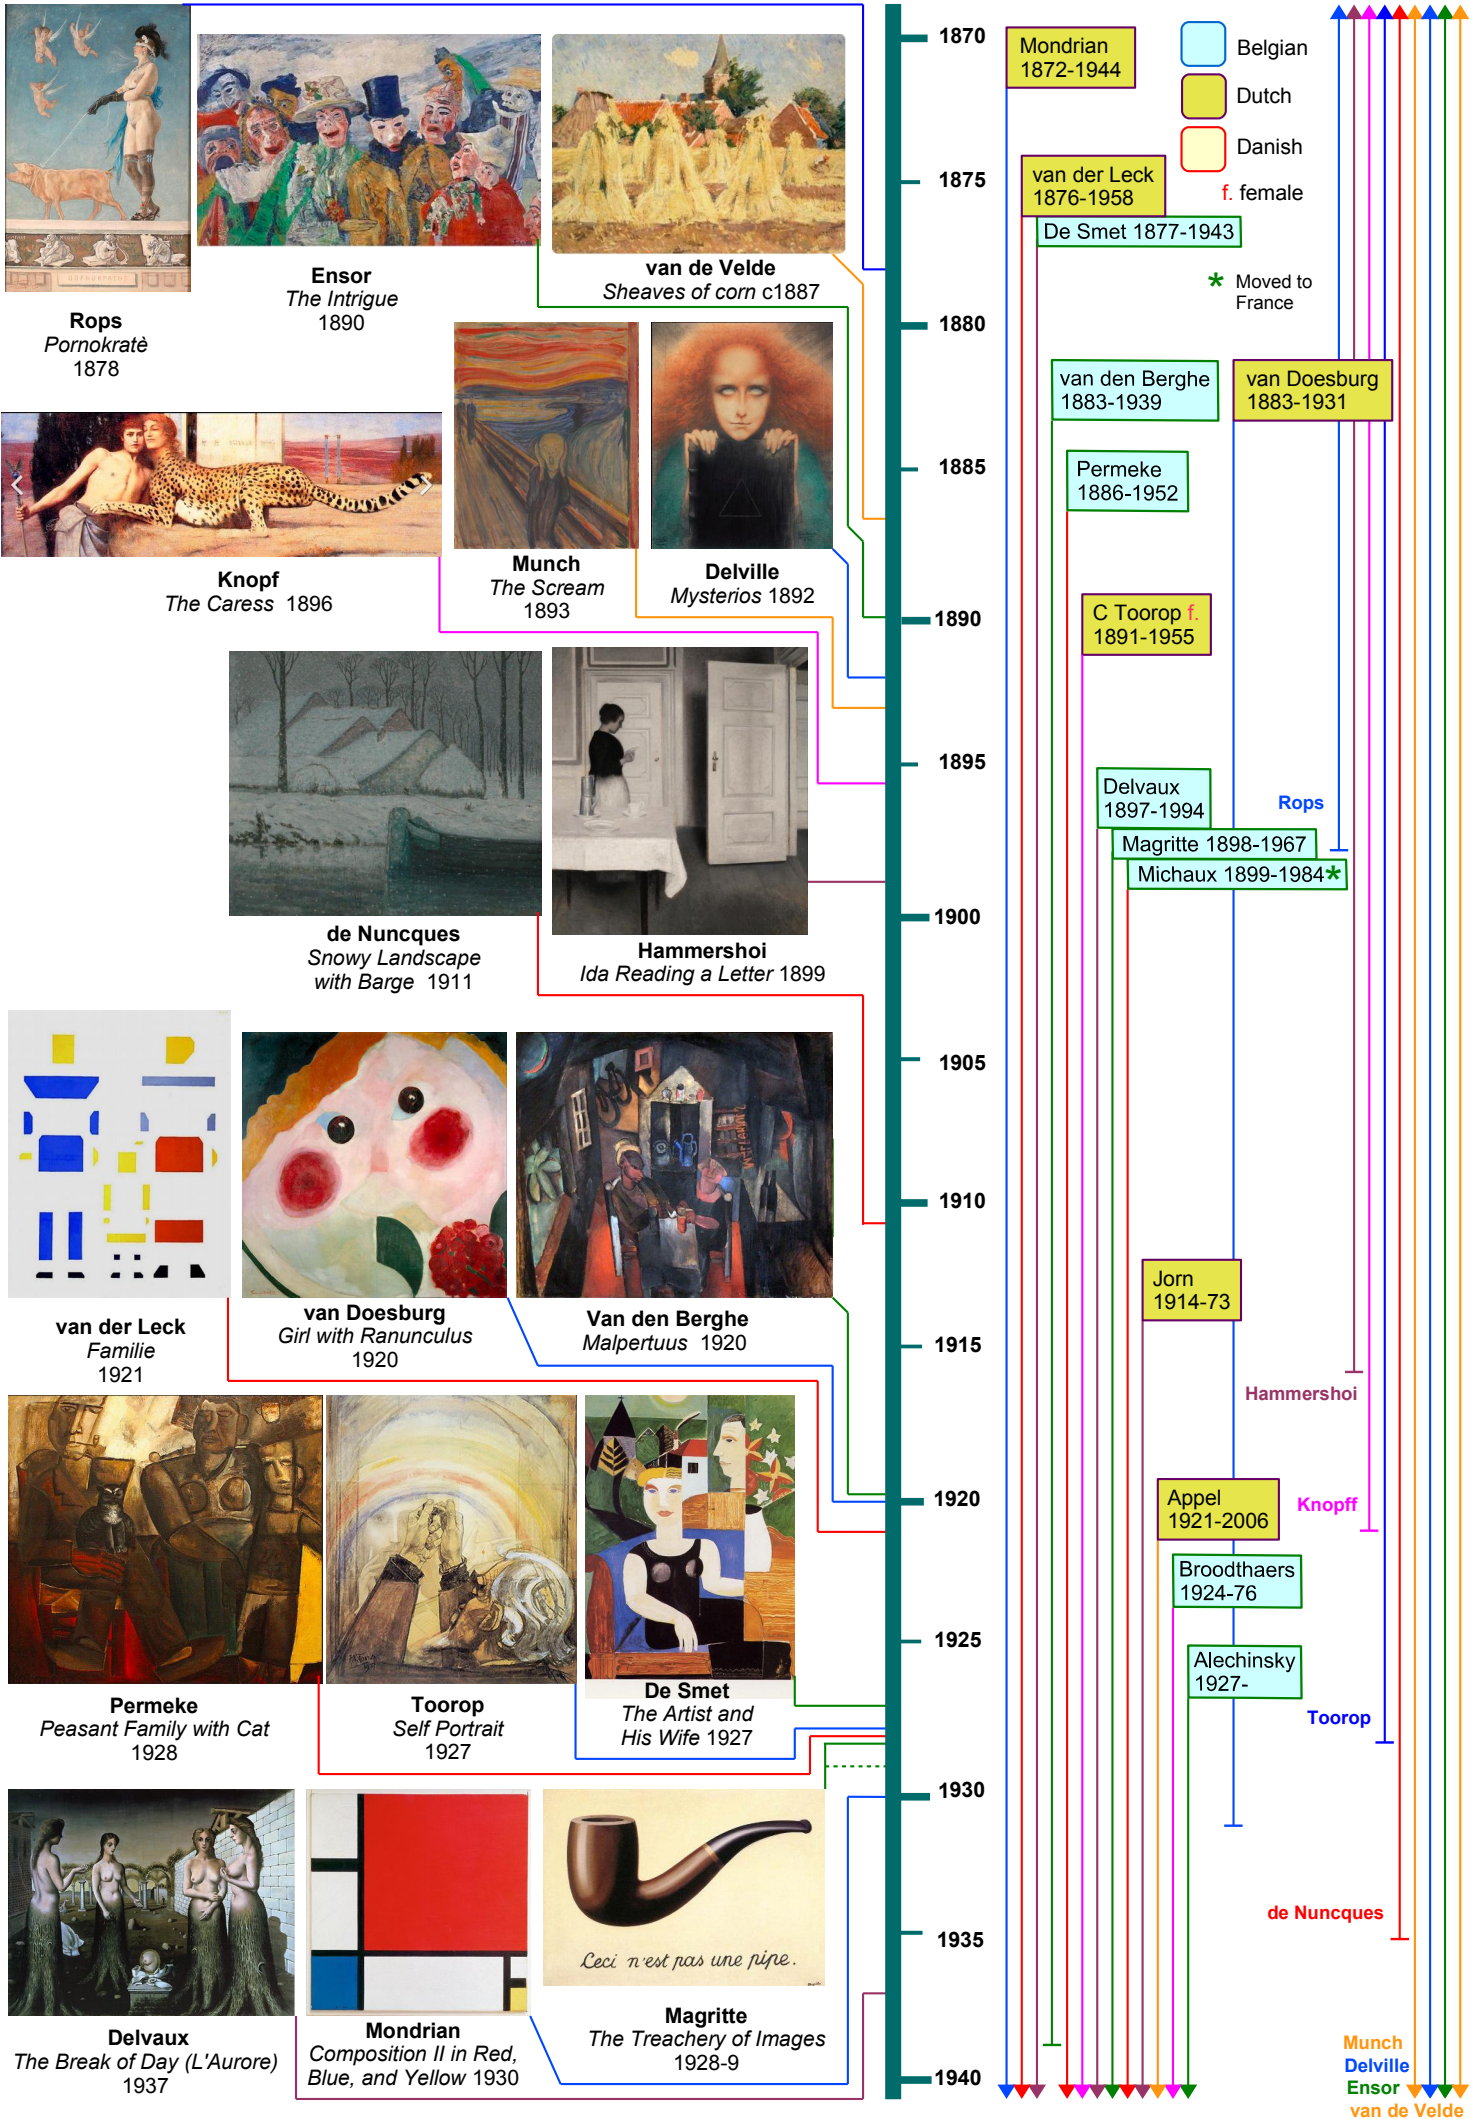 Rops
Pornokratè
1878
Ensor
The Intrigue
1890
van de Velde
Sheaves of corn c1887
Knopf
The Caress 1896
Munch
The Scream
1893
Delville
Mysterios 1892
de Nuncques
Snowy Landscape
with Barge 1911
Hammershoi
Ida Reading a Letter 1899
van der Leck
Familie
1921
van Doesburg
Girl with Ranunculus
1920
Van den Berghe
Malpertuus 1920
Permeke
Peasant Family with Cat
1928
Toorop
Self Portrait
1927
De Smet
The Artist and
His Wife 1927
Delvaux
The Break of Day (L'Aurore)
1937
Mondrian
Composition II in Red,
Blue, and Yellow 1930
Ceci n'est pas une pipe.
Magritte
The Treachery of Images
1928-9
1870
1875
1880
1885
1890
1895
1900
1905
1910
1915
1920
1925
1930
1935
1940
Mondrian
1872-1944
van der Leck
1876-1958
De Smet 1877-1943
van den Berghe
1883-1939
van Doesburg
1883-1931
Permeke
1886-1952
C Toorop f.
1891-1955
Delvaux
1897-1994
Magritte 1898-1967
Michaux 1899-1984*
Jorn
1914-73
Appel
1921-2006
Broodthaers
1924-76
Alechinsky
1927-
Belgian
Dutch
Danish
f. female
* Moved to
France
Rops
Hammershoi
Knopff
Toorop
de Nuncques
Munch
Delville
Ensor
van de Velde